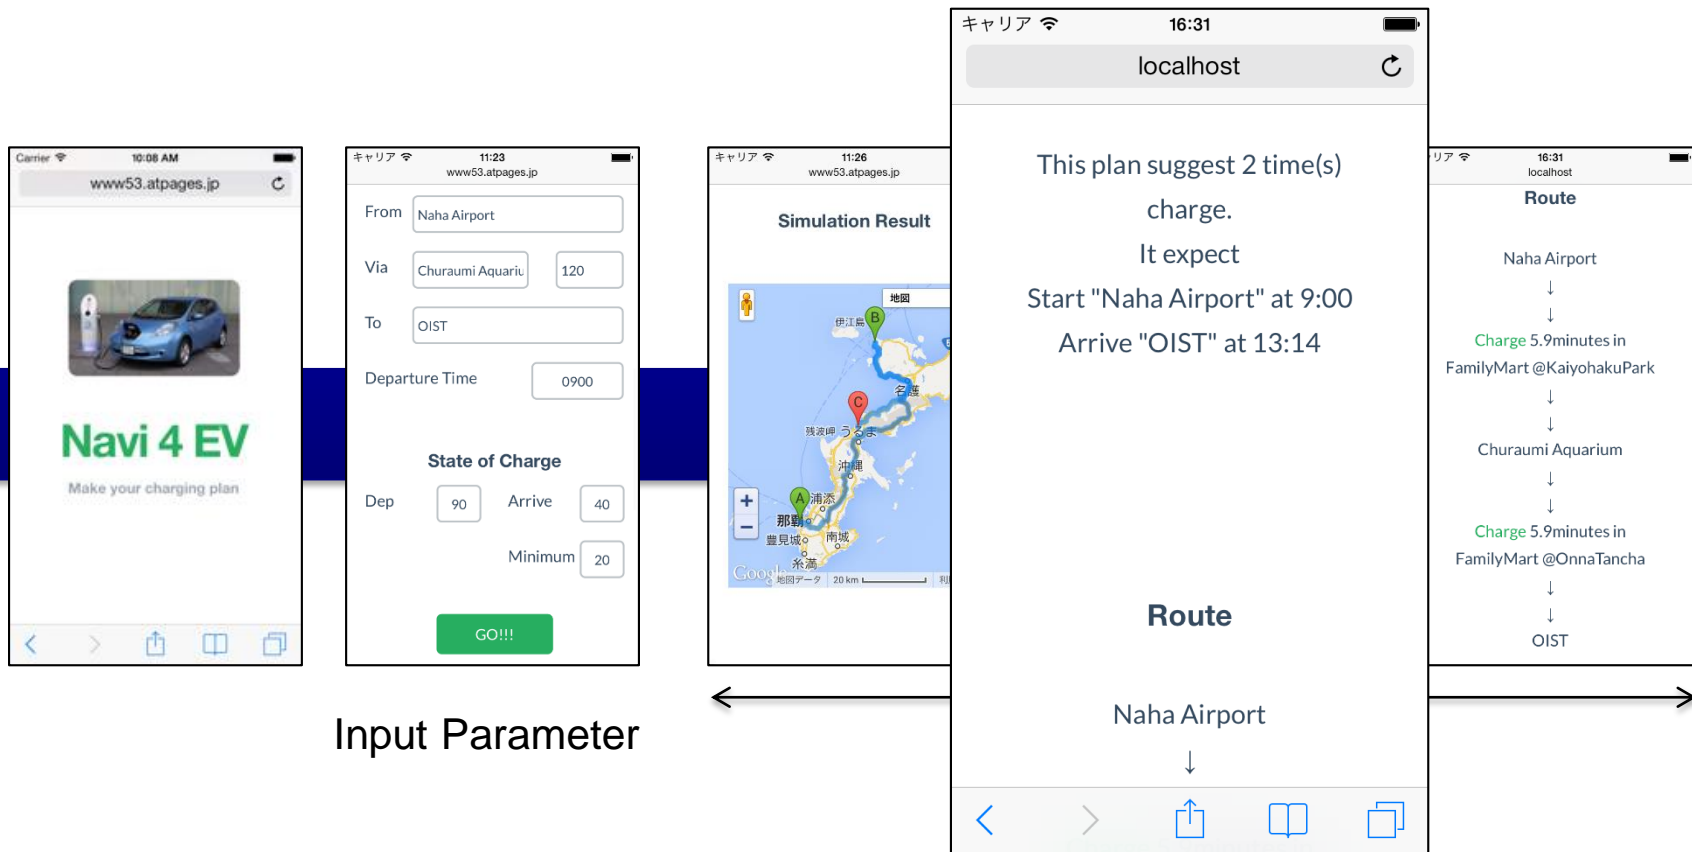 Carrier 10:08 AM
www53.atpages.jp
Navi 4 EV
Make your charging plan
キャリア 11:23
www53.atpages.jp
From Naha Airport
Via Churaumi Aquariu 120
To OIST
Departure Time 0900
State of Charge
Dep 90 Arrive 40
Minimum 20
GO!!!
Input Parameter
キャリア 11:26
www53.atpages.jp
Simulation Result
地図
伊江島 B
名護
C
残波岬 うるま
沖縄
A 浦添
那覇
豊見城 南城
糸満
Google 地図データ 20 km
キャリア 16:31
localhost
This plan suggest 2 time(s)
charge.
It expect
Start "Naha Airport" at 9:00
Arrive "OIST" at 13:14
Route
Naha Airport
↓
リア 16:31
localhost
Route
Naha Airport
↓
↓
Charge 5.9minutes in
FamilyMart @KaiyohakuPark
↓
↓
Churaumi Aquarium
↓
↓
Charge 5.9minutes in
FamilyMart @OnnaTancha
↓
↓
OIST